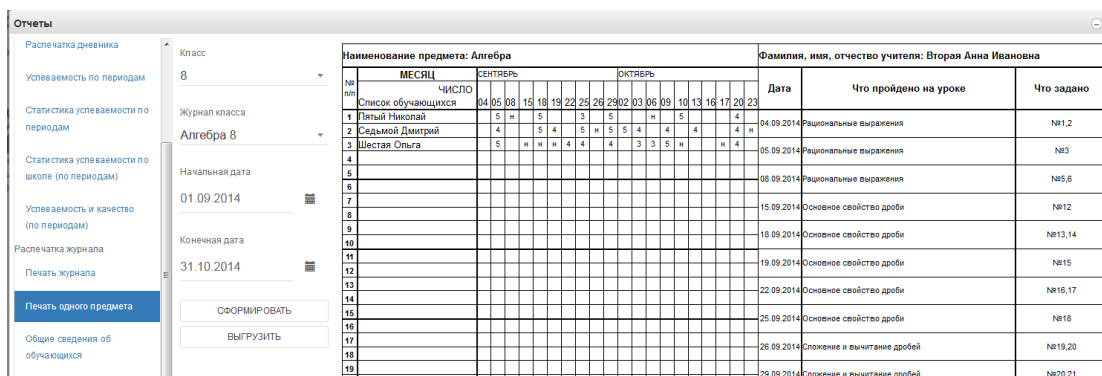 Отчеты
Распечатка дневника
Успеваемость по периодам
Статистика успеваемости по
периодам
Статистика успеваемости по
школе (по периодам)
Успеваемость и качество
(по периодам)
Распечатка журнала
Печать журнала
Печать одного предмета
Общие сведения об
обучающихся
Класс
8
Журнал класса
Алгебра 8
Начальная дата
01.09.2014
Конечная дата
31.10.2014
СФОРМИРОВАТЬ
ВЫГРУЗИТЬ
Наименование предмета: Алгебра
№ п/п
МЕСЯЦ СЕНТЯБРЬ ОКТЯБРЬ
ЧИСЛО
Список обучающихся 04 05 08 15 18 19 22 25 26 29 02 03 06 09 10 13 16 17 20 23
1 Пятый Николай 5 н 5 3 5 н 5 4
2 Седьмой Дмитрий 4 5 4 5 н 5 5 4 4 4 4 н
3 Шестая Ольга 5 н н н 4 4 4 3 3 5 н н 4
4
5
6
7
8
9
10
11
12
13
14
15
16
17
18
19
Фамилия, имя, отчество учителя: Вторая Анна Ивановна
Дата Что пройдено на уроке Что задано
04.09.2014 Рациональные выражения №1,2
05.09.2014 Рациональные выражения №3
08.09.2014 Рациональные выражения №5,6
15.09.2014 Основное свойство дроби №12
18.09.2014 Основное свойство дроби №13,14
19.09.2014 Основное свойство дроби №15
22.09.2014 Основное свойство дроби №16,17
25.09.2014 Основное свойство дроби №18
26.09.2014 Сложение и вычитание дробей №19,20
29.09.2014 Сложение и вычитание дробей №20,21